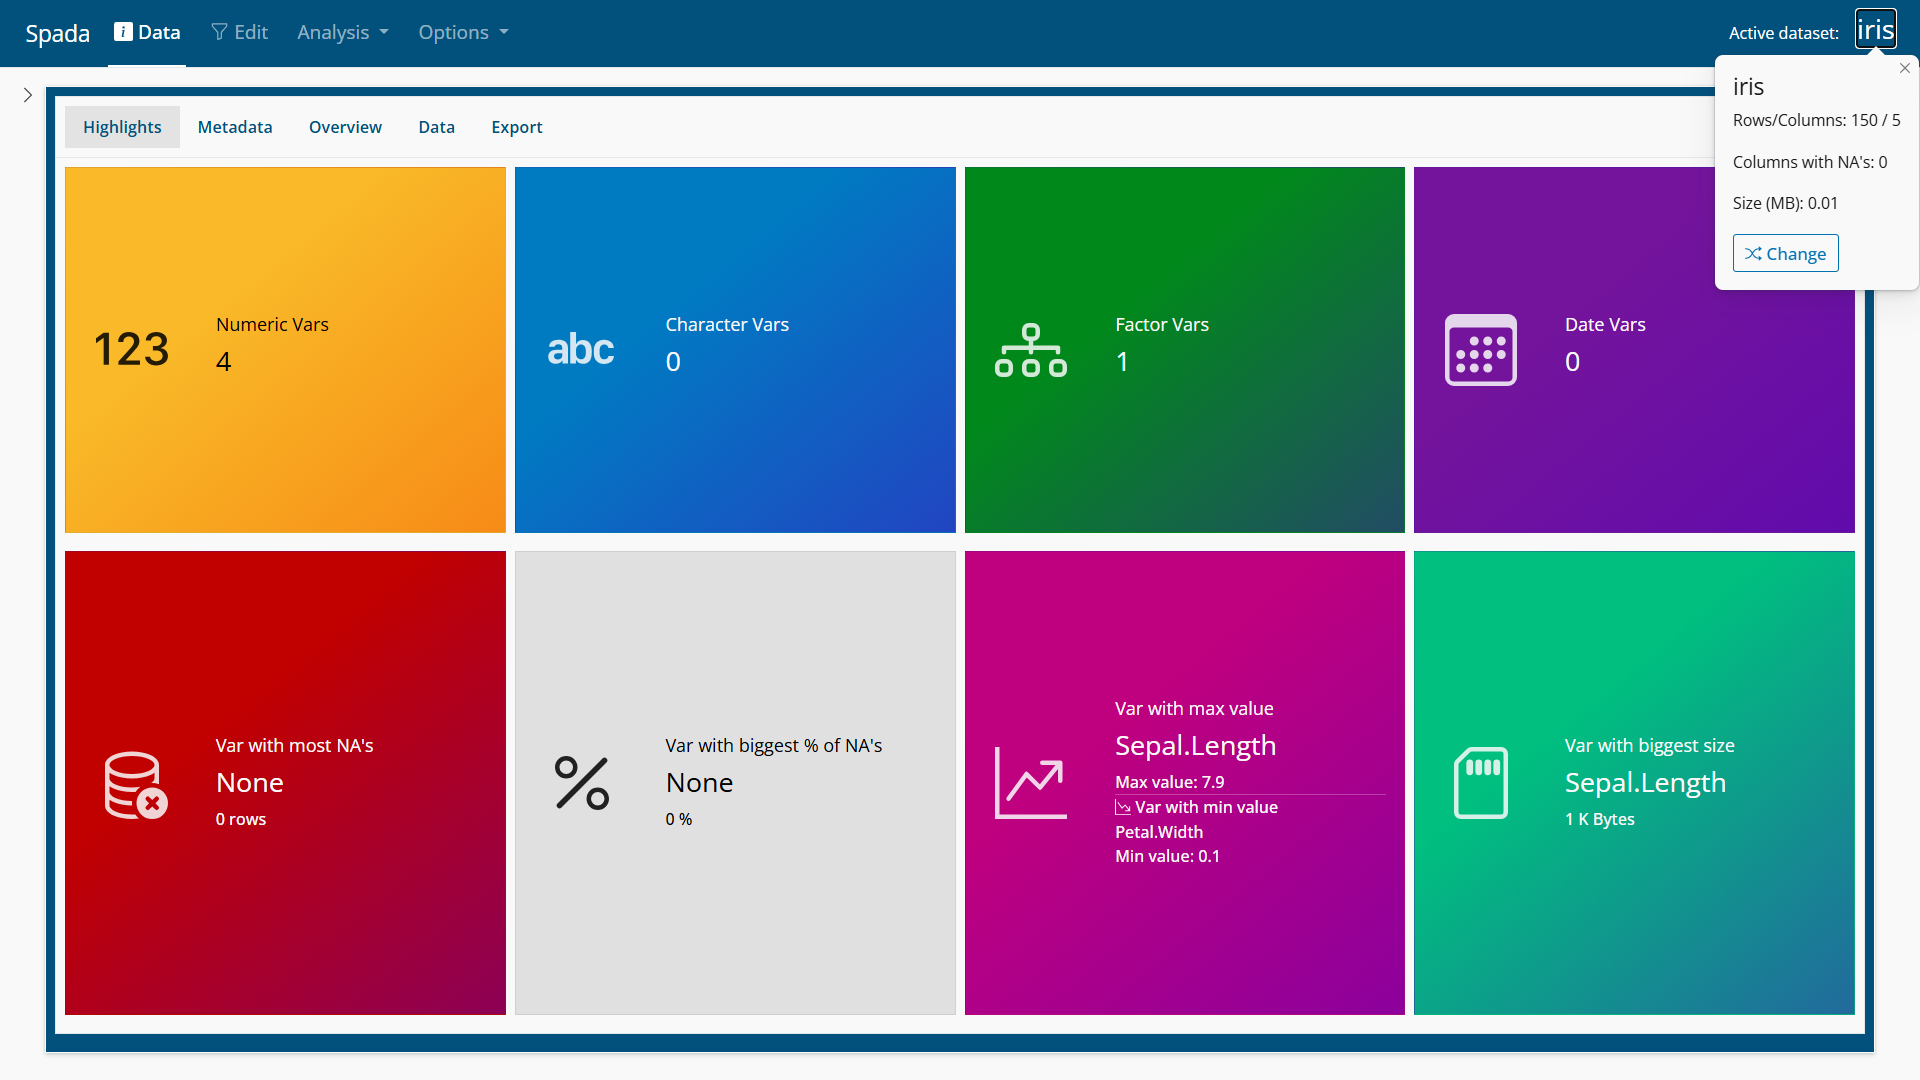 Spada
Data
Edit
Analysis
Options
Active dataset:
iris
iris
Rows/Columns: 150 / 5
Columns with NA's: 0
Size (MB): 0.01
Change
Highlights
Metadata
Overview
Data
Export
123
Numeric Vars
4
abc
Character Vars
0
Factor Vars
1
Date Vars
0
Var with most NA's
None
0 rows
%
Var with biggest % of NA's
None
0 %
Var with max value
Sepal.Length
Max value: 7.9
Var with min value
Petal.Width
Min value: 0.1
Var with biggest size
Sepal.Length
1 K Bytes